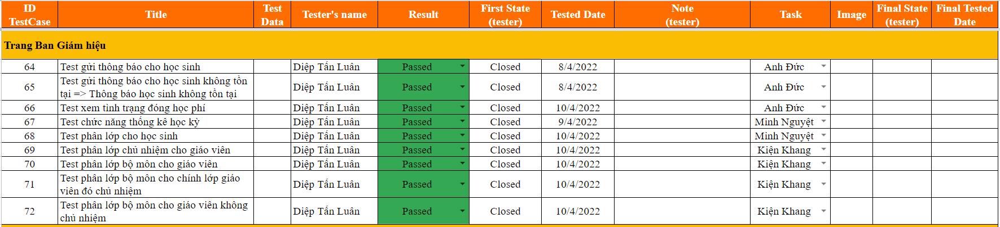 ID TestCase Title Test Data Tester's name Result First State (tester) Tested Date Note (tester) Task Image Final State (tester) Final Tested Date
Trang Ban Giám hiệu
64 Test gửi thông báo cho học sinh Diệp Tấn Luân Passed Closed 8/4/2022 Anh Đức
65 Test gửi thông báo cho học sinh không tồn tại => Thông báo học sinh không tồn tại Diệp Tấn Luân Passed Closed 8/4/2022 Anh Đức
66 Test xem tình trạng đóng học phí Diệp Tấn Luân Passed Closed 10/4/2022 Anh Đức
67 Test chức năng thống kê học kỳ Diệp Tấn Luân Passed Closed 9/4/2022 Minh Nguyệt
68 Test phân lớp cho học sinh Diệp Tấn Luân Passed Closed 10/4/2022 Minh Nguyệt
69 Test phân lớp chủ nhiệm cho giáo viên Diệp Tấn Luân Passed Closed 10/4/2022 Kiện Khang
70 Test phân lớp bộ môn cho giáo viên Diệp Tấn Luân Passed Closed 10/4/2022 Kiện Khang
71 Test phân lớp bộ môn cho chính lớp giáo viên đó chủ nhiệm Diệp Tấn Luân Passed Closed 10/4/2022 Kiện Khang
72 Test phân lớp bộ môn cho giáo viên không chủ nhiệm Diệp Tấn Luân Passed Closed 10/4/2022 Kiện Khang